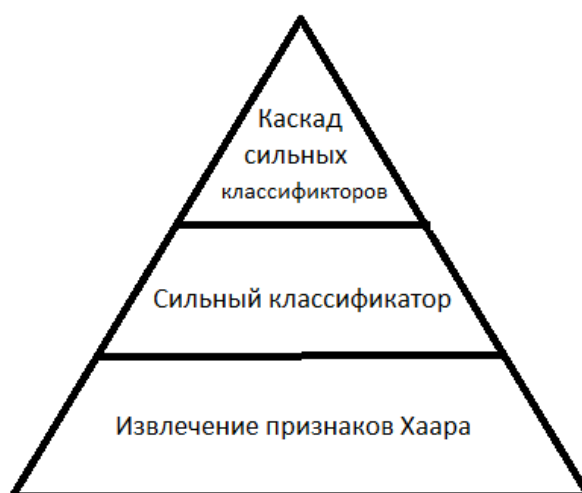 Каскад
сильных
классификторов
Сильный классификатор
Извлечение признаков Хаара